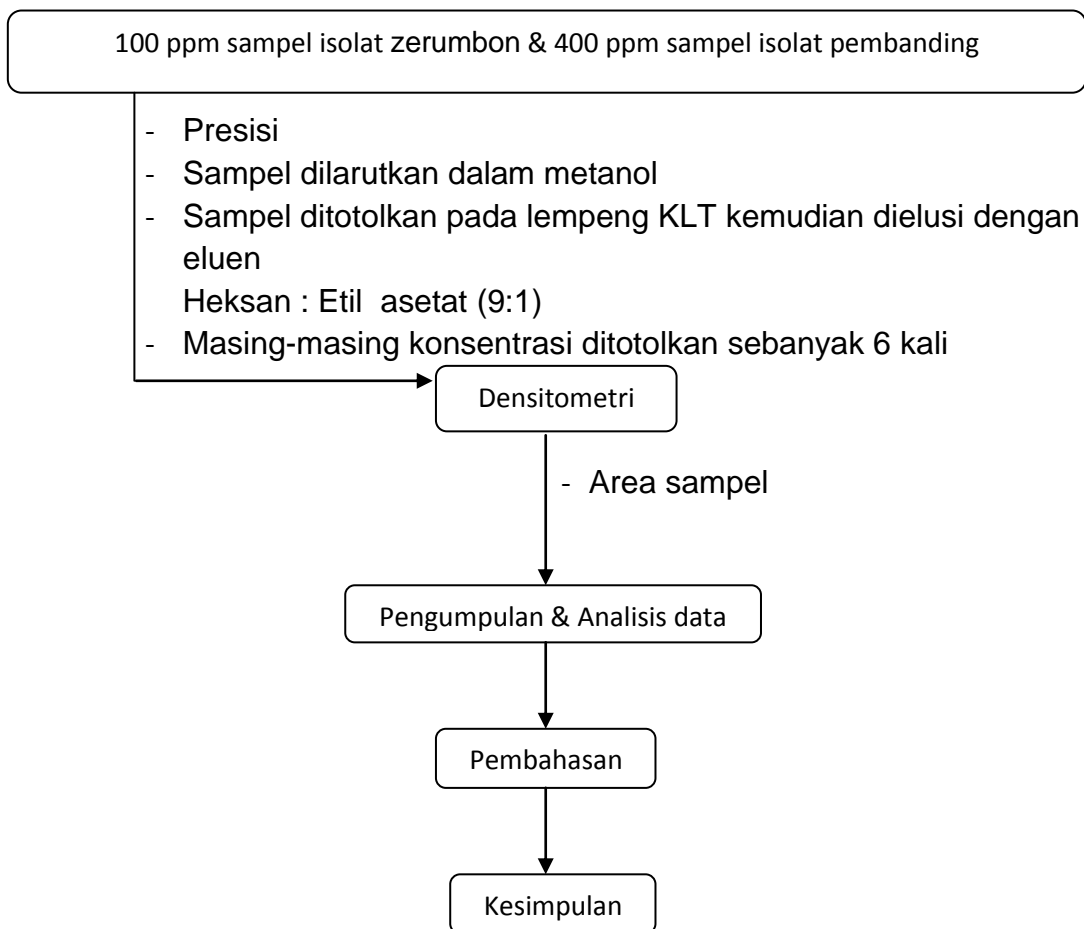 100 ppm sampel isolat zerumbon & 400 ppm sampel isolat pembanding
- Presisi
- Sampel dilarutkan dalam metanol
- Sampel ditotolkan pada lempeng KLT kemudian dielusi dengan
eluen
Heksan : Etil asetat (9:1)
- Masing-masing konsentrasi ditotolkan sebanyak 6 kali
Densitometri
- Area sampel
Pengumpulan & Analisis data
Pembahasan
Kesimpulan